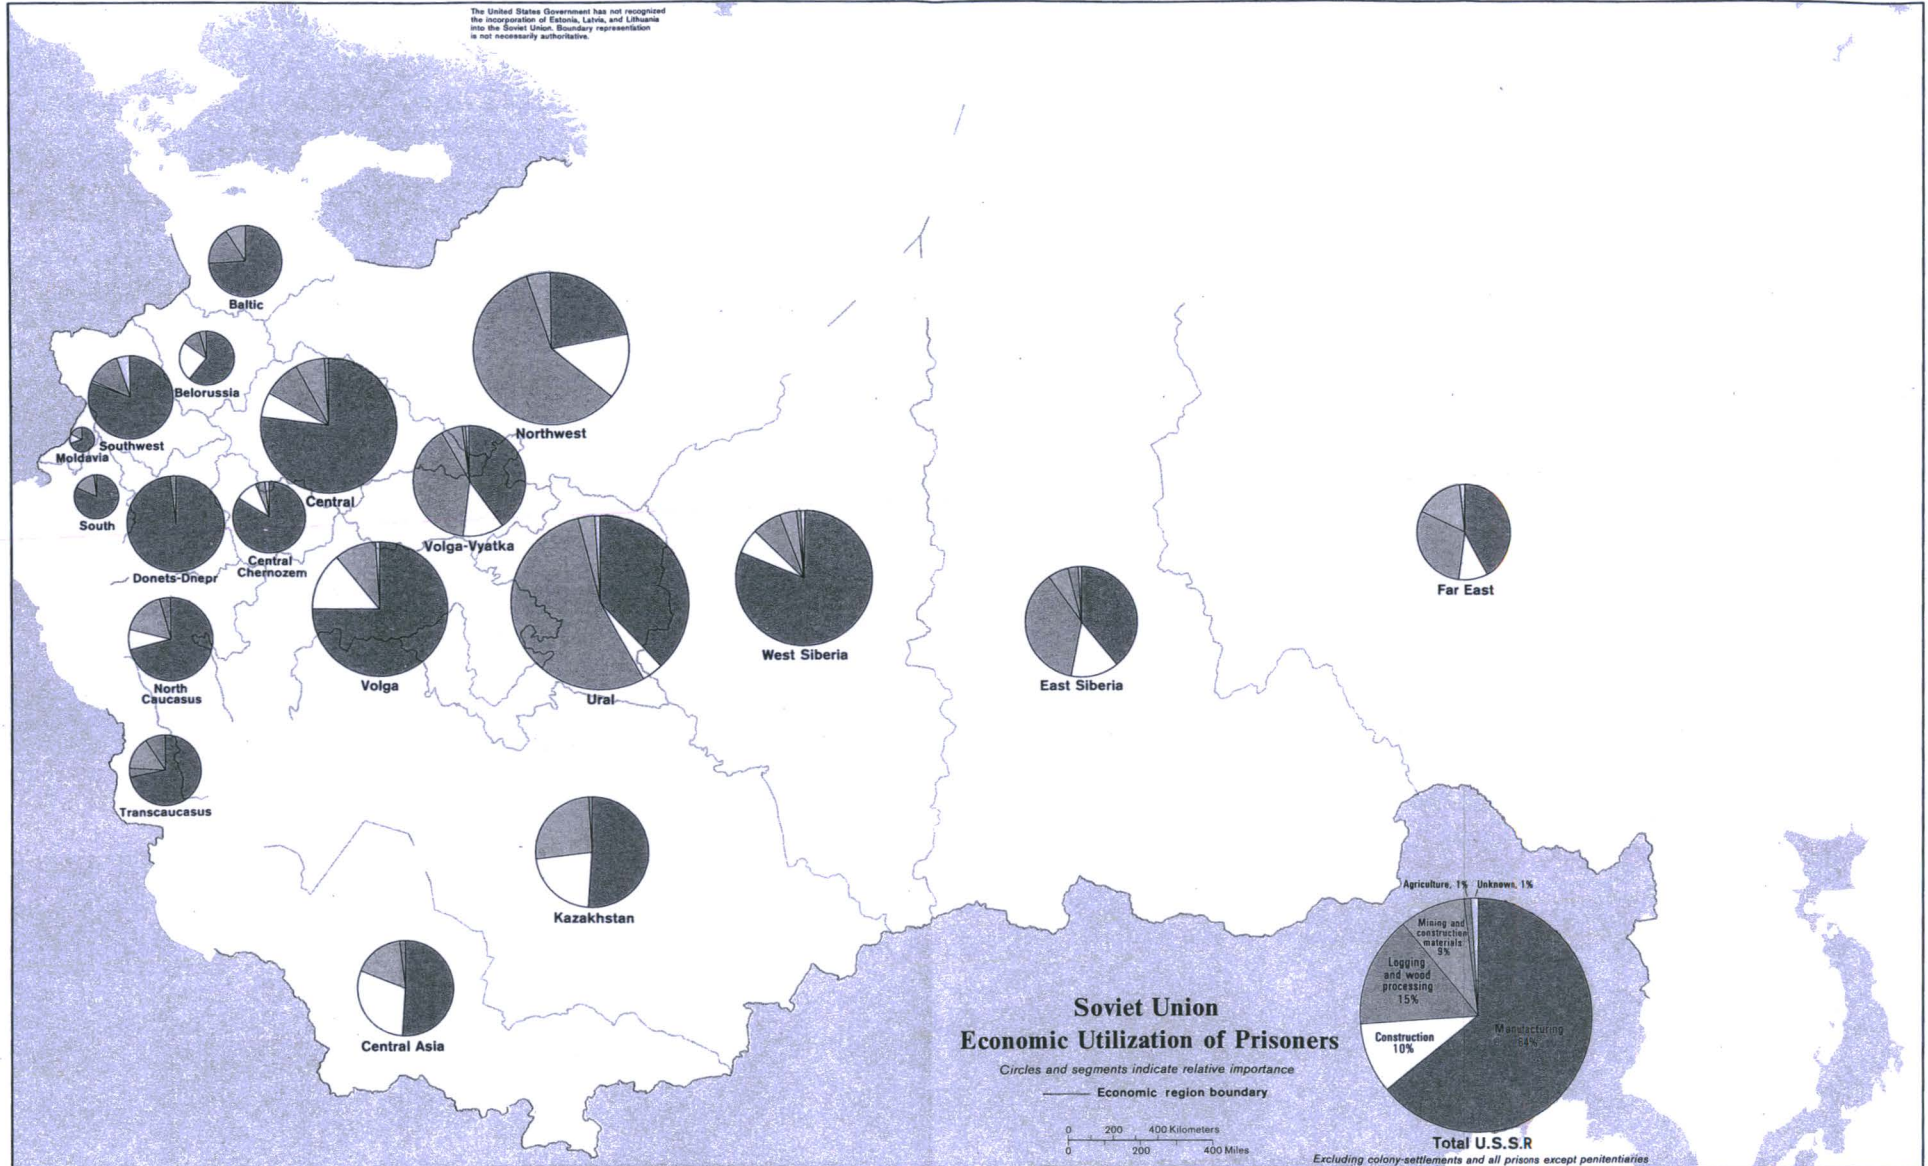 The United States Government has not recognized
the incorporation of Estonia, Latvia, and Lithuania
into the Soviet Union. Boundary representation
is not necessarily authoritative.
Baltic
Belorussia
Northwest
Southwest
Moldavia
Central
South
Volga-Vyatka
Central
Chernozem
Donets-Dnepr
Far East
West Siberia
East Siberia
Volga
North
Caucasus
Ural
Transcaucasus
Kazakhstan
Central Asia
Soviet Union
Economic Utilization of Prisoners
Circles and segments indicate relative importance
Economic region boundary
0 200 400 Kilometers
0 200 400 Miles
Agriculture, 1%
Unknown, 1%
Mining and
construction
materials
9%
Logging
and wood
processing
15%
Manufacturing
64%
Construction
10%
Total U.S.S.R
Excluding colony-settlements and all prisons except penitentiaries